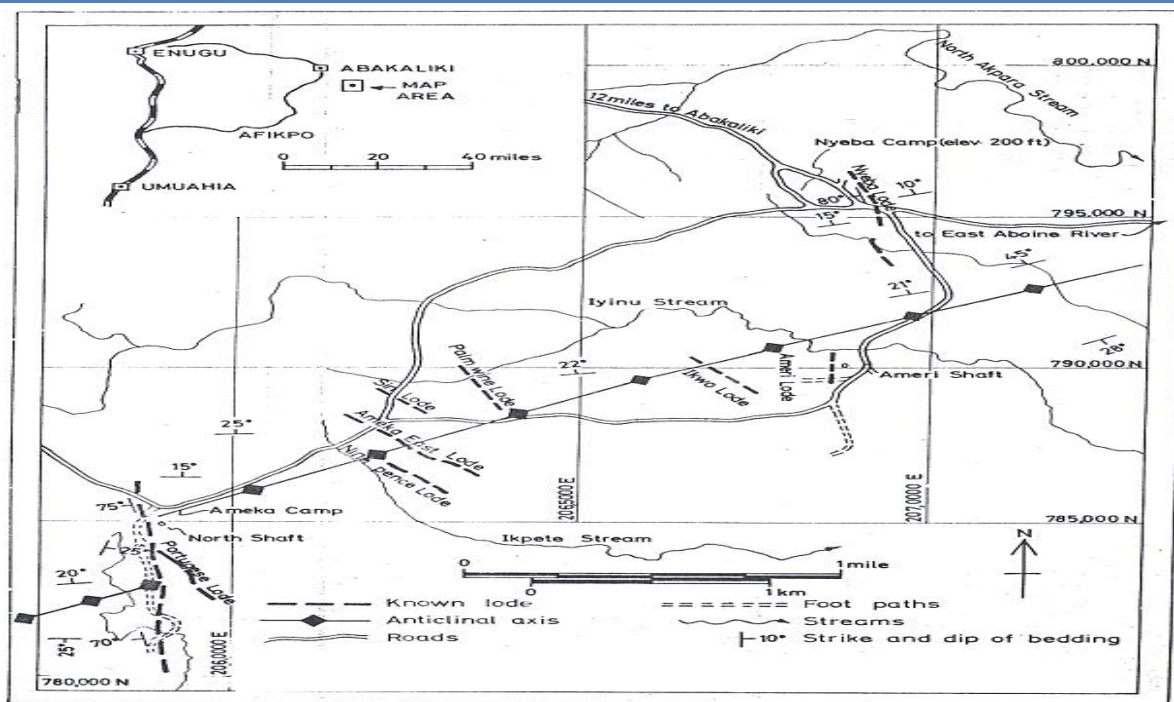 ENUGU
ABAKALIKI
MAP
AREA
AFIKPO
0 20 40 miles
UMUAHIA
North Akpara Stream
800,000 N
12 miles to Abakaliki
Nyeba Camp (elev 200 ft)
Nyeba Lode
10°
80°
15°
795,000 N
to East Aboine River
45°
21°
Iyinu Stream
28°
Palm wine Lode
22°
Ikwo Lode
Ameri Lode
790,000 N
Ameri Shaft
Lode
25°
Ameka East Lode
Nine pence Lode
15°
75°
Ameka Camp
206,5000 E
207,0000 E
785,000 N
North Shaft
Ikpete Stream
N
25
Portugese Lode
20°
0 1 mile
0 1 km
Known lode
Foot paths
Anticlinal axis
Streams
Roads
10° Strike and dip of bedding
25°
70°
206,0000 E
780,000 N